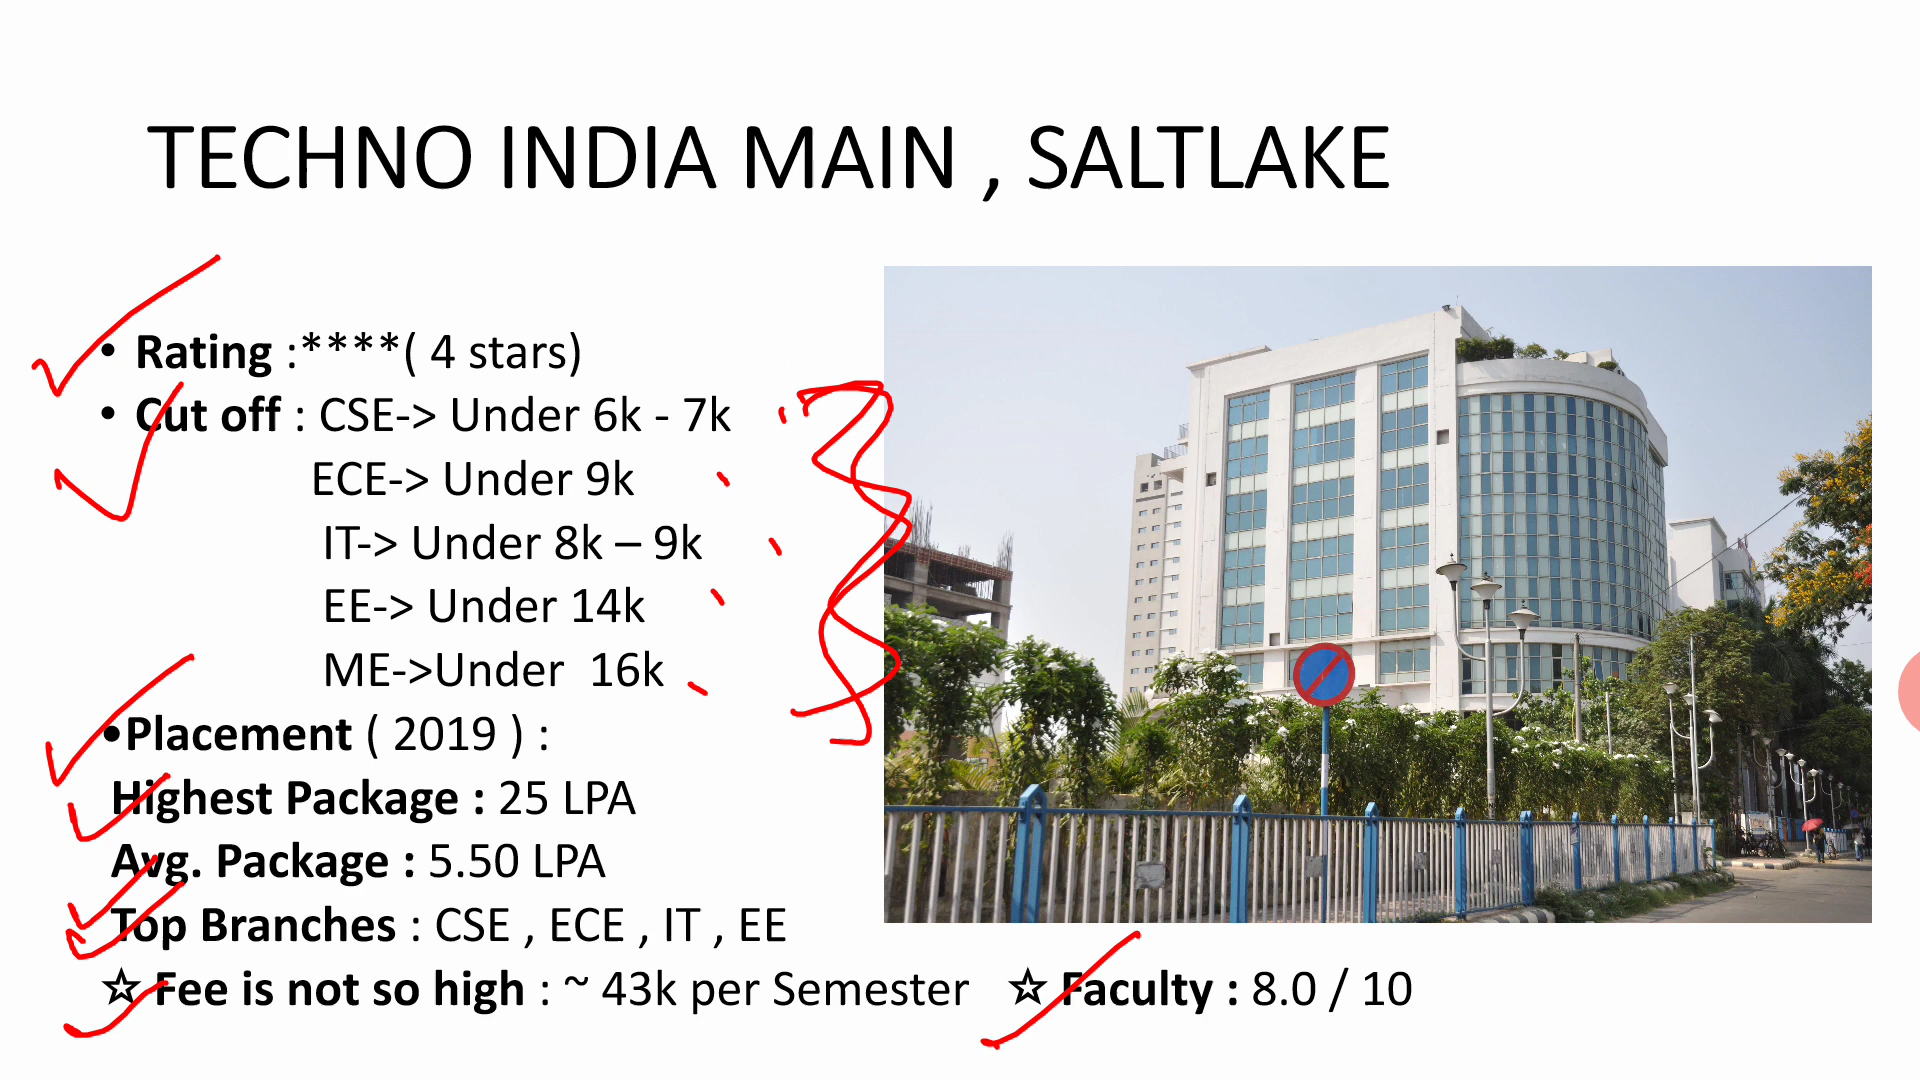 TECHNO INDIA MAIN , SALTLAKE
• Rating :****( 4 stars)
• Cut off : CSE-> Under 6k - 7k
ECE-> Under 9k
IT-> Under 8k – 9k
EE-> Under 14k
ME->Under 16k
•Placement ( 2019 ) :
Highest Package : 25 LPA
Avg. Package : 5.50 LPA
Top Branches : CSE , ECE , IT , EE
☆ Fee is not so high : ~ 43k per Semester ☆ Faculty : 8.0 / 10